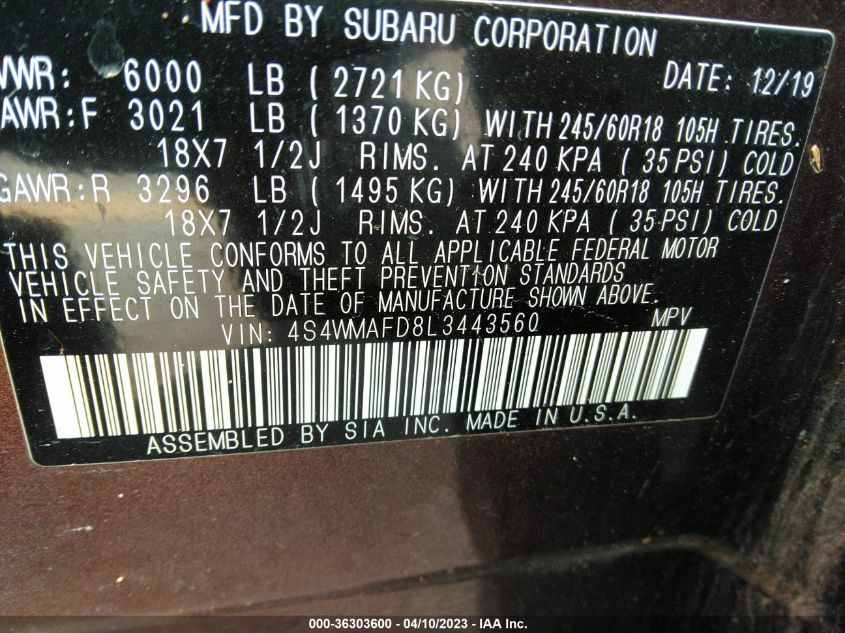 MFD BY SUBARU CORPORATION
VWR: 6000 LB ( 2721 KG) DATE: 12/19
AWR:F 3021 LB ( 1370 KG) WITH 245/60R18 105H TIRES.
18X7 1/2J RIMS. AT 240 KPA ( 35 PSI) COLD
GAWR:R 3296 LB ( 1495 KG) WITH 245/60R18 105H TIRES.
18X7 1/2J RIMS. AT 240 KPA ( 35 PSI) COLD
THIS VEHICLE CONFORMS TO ALL APPLICABLE FEDERAL MOTOR
VEHICLE SAFETY AND THEFT PREVENTION STANDARDS
IN EFFECT ON THE DATE OF MANUFACTURE SHOWN ABOVE.
VIN: 4S4WMAFD8L3443560 MPV
ASSEMBLED BY SIA INC. MADE IN U.S.A.
000-36303600 - 04/10/2023 - IAA Inc.